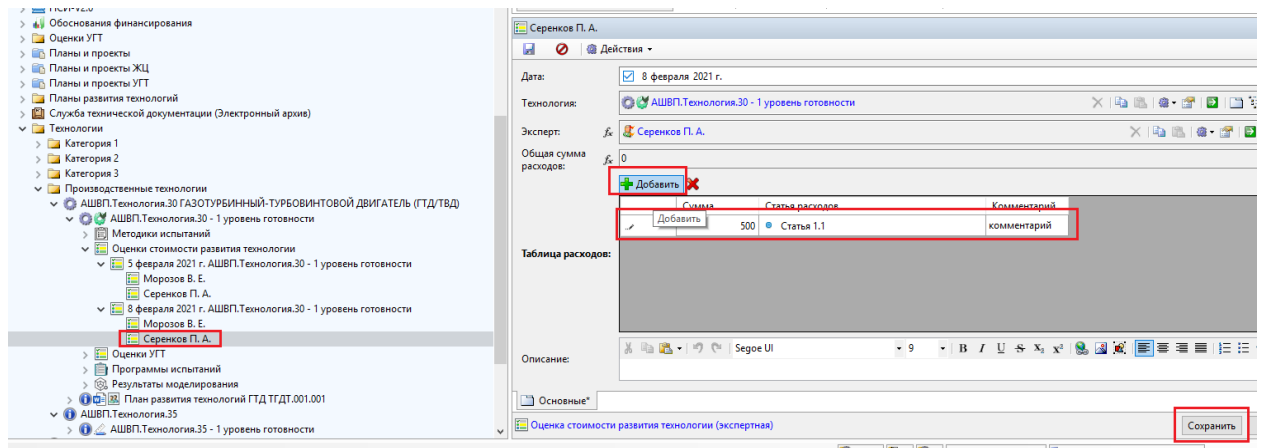 Обоснования финансирования
Оценки УГТ
Планы и проекты
Планы и проекты ЖЦ
Планы и проекты УГТ
Планы развития технологий
Служба технической документации (Электронный архив)
Технологии
Категория 1
Категория 2
Категория 3
Производственные технологии
АШВП.Технология.30 ГАЗОТУРБИННЫЙ-ТУРБОВИНТОВОЙ ДВИГАТЕЛЬ (ГТД/ТВД)
АШВП.Технология.30 - 1 уровень готовности
Методики испытаний
Оценки стоимости развития технологии
5 февраля 2021 г. АШВП.Технология.30 - 1 уровень готовности
Морозов В. Е.
Серенков П. А.
8 февраля 2021 г. АШВП.Технология.30 - 1 уровень готовности
Морозов В. Е.
Серенков П. А.
Оценки УГТ
Программы испытаний
Результаты моделирования
План развития технологий ГТД ТГДТ.001.001
АШВП.Технология.35
АШВП.Технология.35 - 1 уровень готовности
Серенков П. А.
Действия
Дата: 8 февраля 2021 г.
Технология: АШВП.Технология.30 - 1 уровень готовности
Эксперт: fx Серенков П. А.
Общая сумма расходов: fx 0
Добавить
Сумма Статья расходов Комментарий
Добавить
500 Статья 1.1 комментарий
Таблица расходов:
Segoe UI 9 B I U S X₂ x²
Описание:
Основные*
Оценка стоимости развития технологии (экспертная)
Сохранить